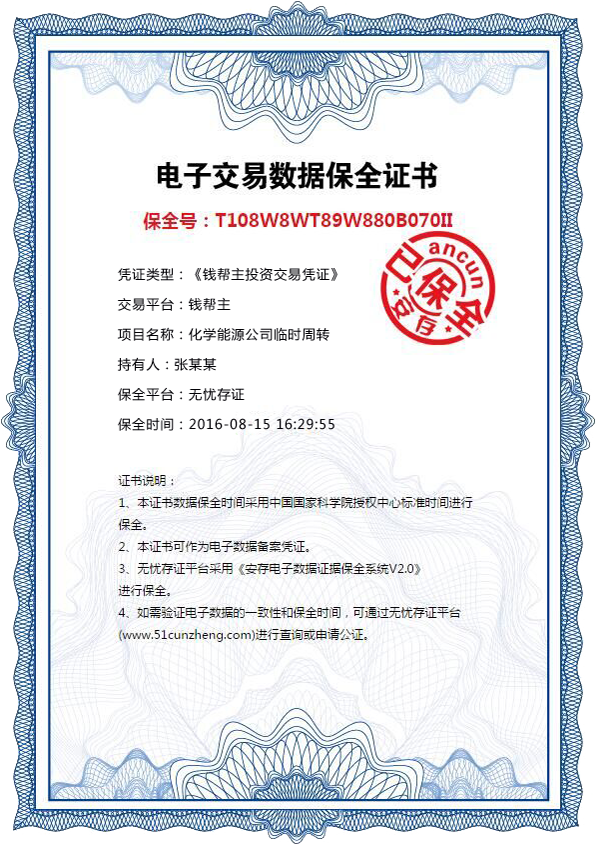 电子交易数据保全证书
保全号：T108W8WT89W880B070II
ancun
已保全
安存
凭证类型：《钱帮主投资交易凭证》
交易平台：钱帮主
项目名称：化学能源公司临时周转
持有人：张某某
保全平台：无忧存证
保全时间：2016-08-15 16:29:55
证书说明：
1、本证书数据保全时间采用中国国家科学院授权中心标准时间进行
保全。
2、本证书可作为电子数据备案凭证。
3、无忧存证平台采用《安存电子数据证据保全系统V2.0》
进行保全。
4、如需验证电子数据的一致性和保全时间，可通过无忧存证平台
(www.51cunzheng.com)进行查询或申请公证。